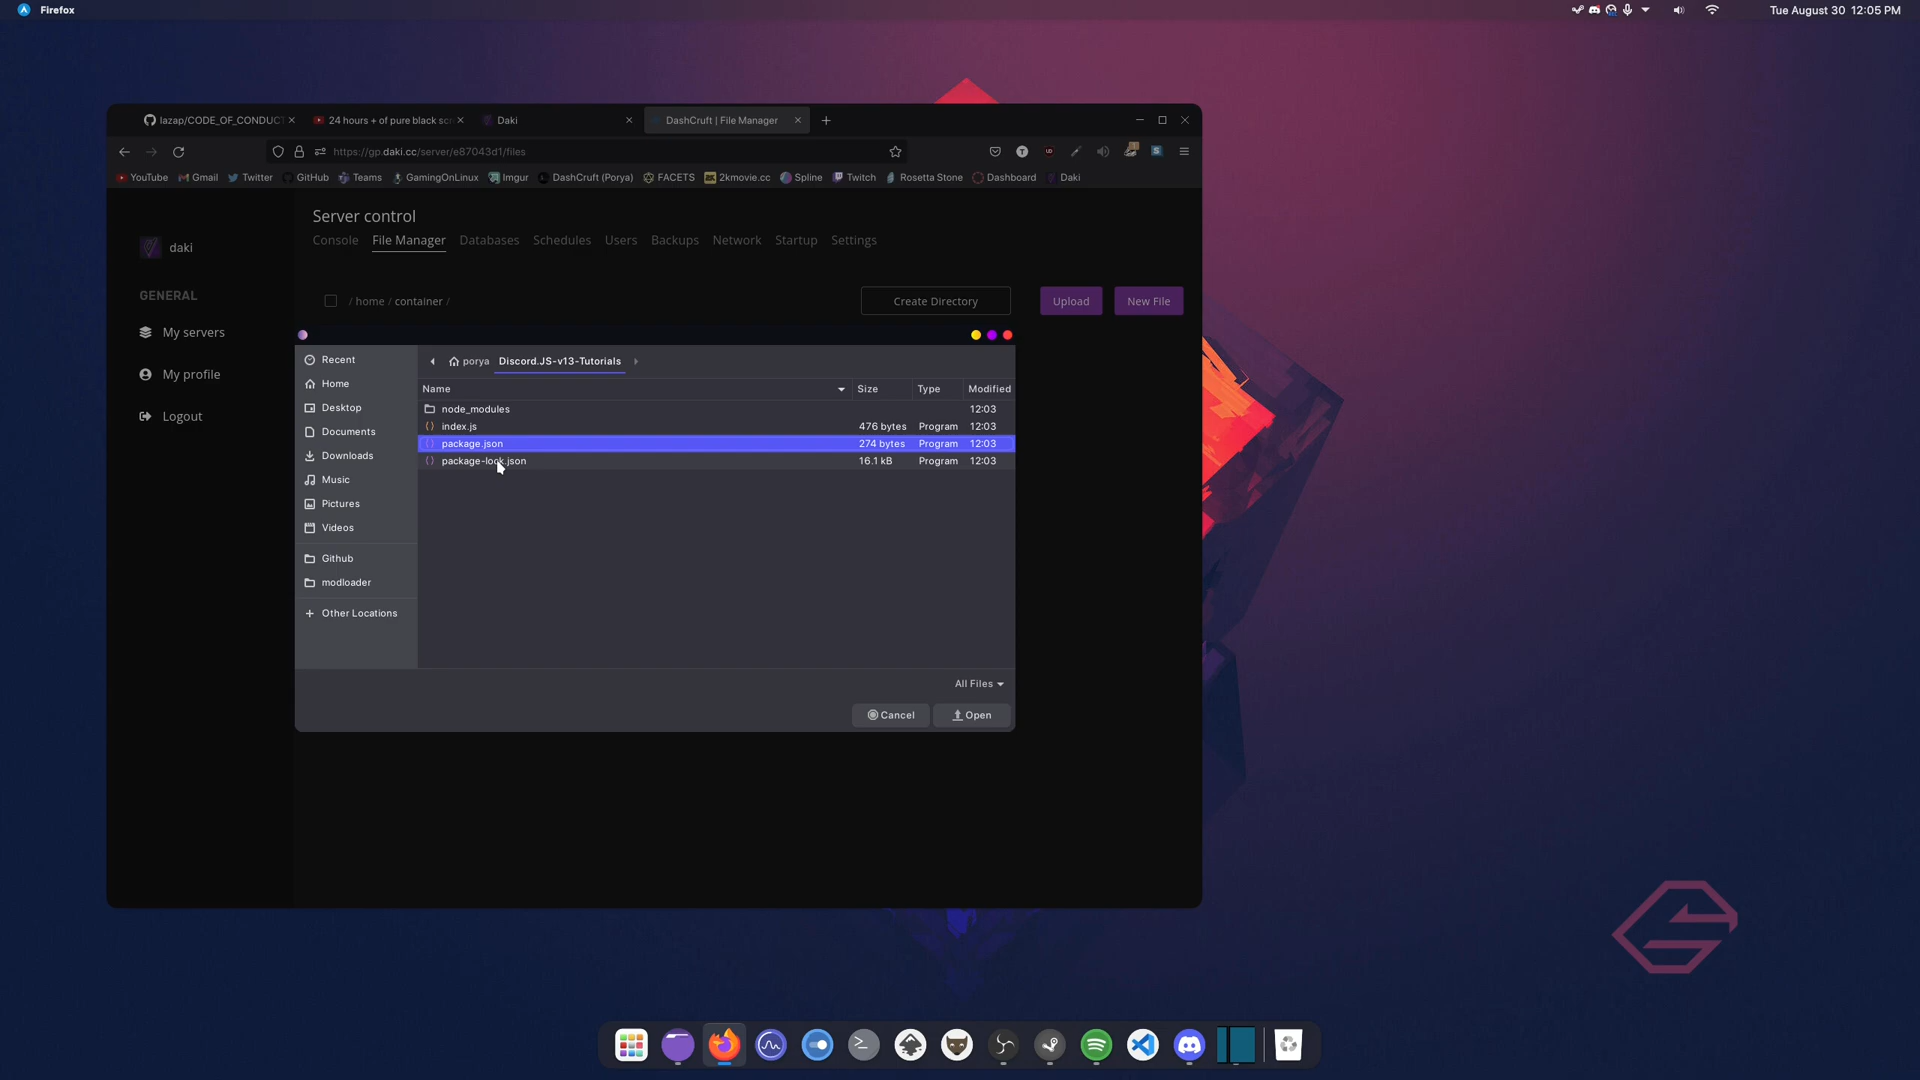 Firefox
Tue August 30 12:05 PM
lazap/CODE_OF_CONDUCT
24 hours + of pure black scr
Daki
DashCruft | File Manager
https://gp.daki.cc/server/e87043d1/files
YouTube Gmail Twitter GitHub Teams GamingOnLinux Imgur DashCruft (Porya) FACETS 2kmovie.cc Spline Twitch Rosetta Stone Dashboard Daki
daki
GENERAL
My servers
My profile
Logout
Server control
Console File Manager Databases Schedules Users Backups Network Startup Settings
/ home / container /
Create Directory
Upload
New File
Recent
Home
Desktop
Documents
Downloads
Music
Pictures
Videos
Github
modloader
Other Locations
porya Discord.JS-v13-Tutorials
Name Size Type Modified
node_modules 12:03
index.js 476 bytes Program 12:03
package.json 274 bytes Program 12:03
package-lock.json 16.1 kB Program 12:03
All Files
Cancel
Open